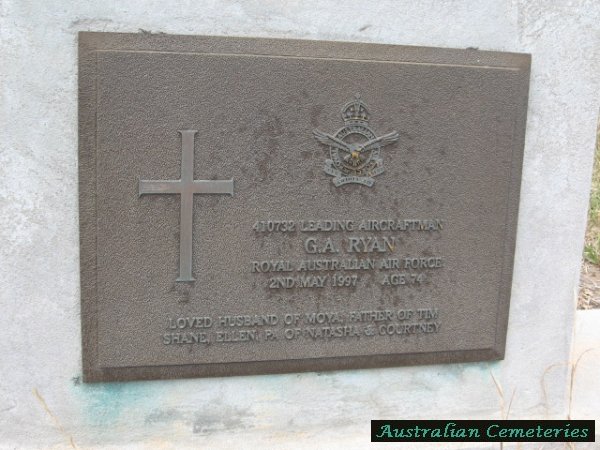 410732 LEADING AIRCRAFTMAN
G.A. RYAN
ROYAL AUSTRALIAN AIR FORCE
2ND MAY 1997 AGE 74
LOVED HUSBAND OF MOYA, FATHER OF TIM
SHANE, ELLEN, PA OF NATASHA & COURTNEY
Australian Cemeteries